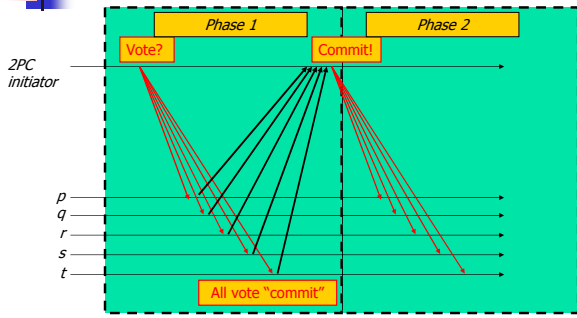 Phase 1
Phase 2
Vote?
Commit!
2PC
initiator
p
q
r
s
t
All vote “commit”